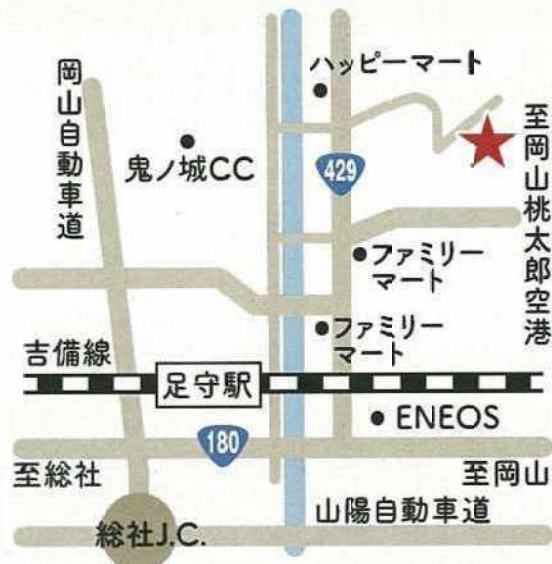 ハッピーマート
岡山自動車道
鬼ノ城CC
429
至岡山桃太郎空港
ファミリー
マート
ファミリー
マート
吉備線
足守駅
ENEOS
180
至総社
至岡山
総社J.C.
山陽自動車道